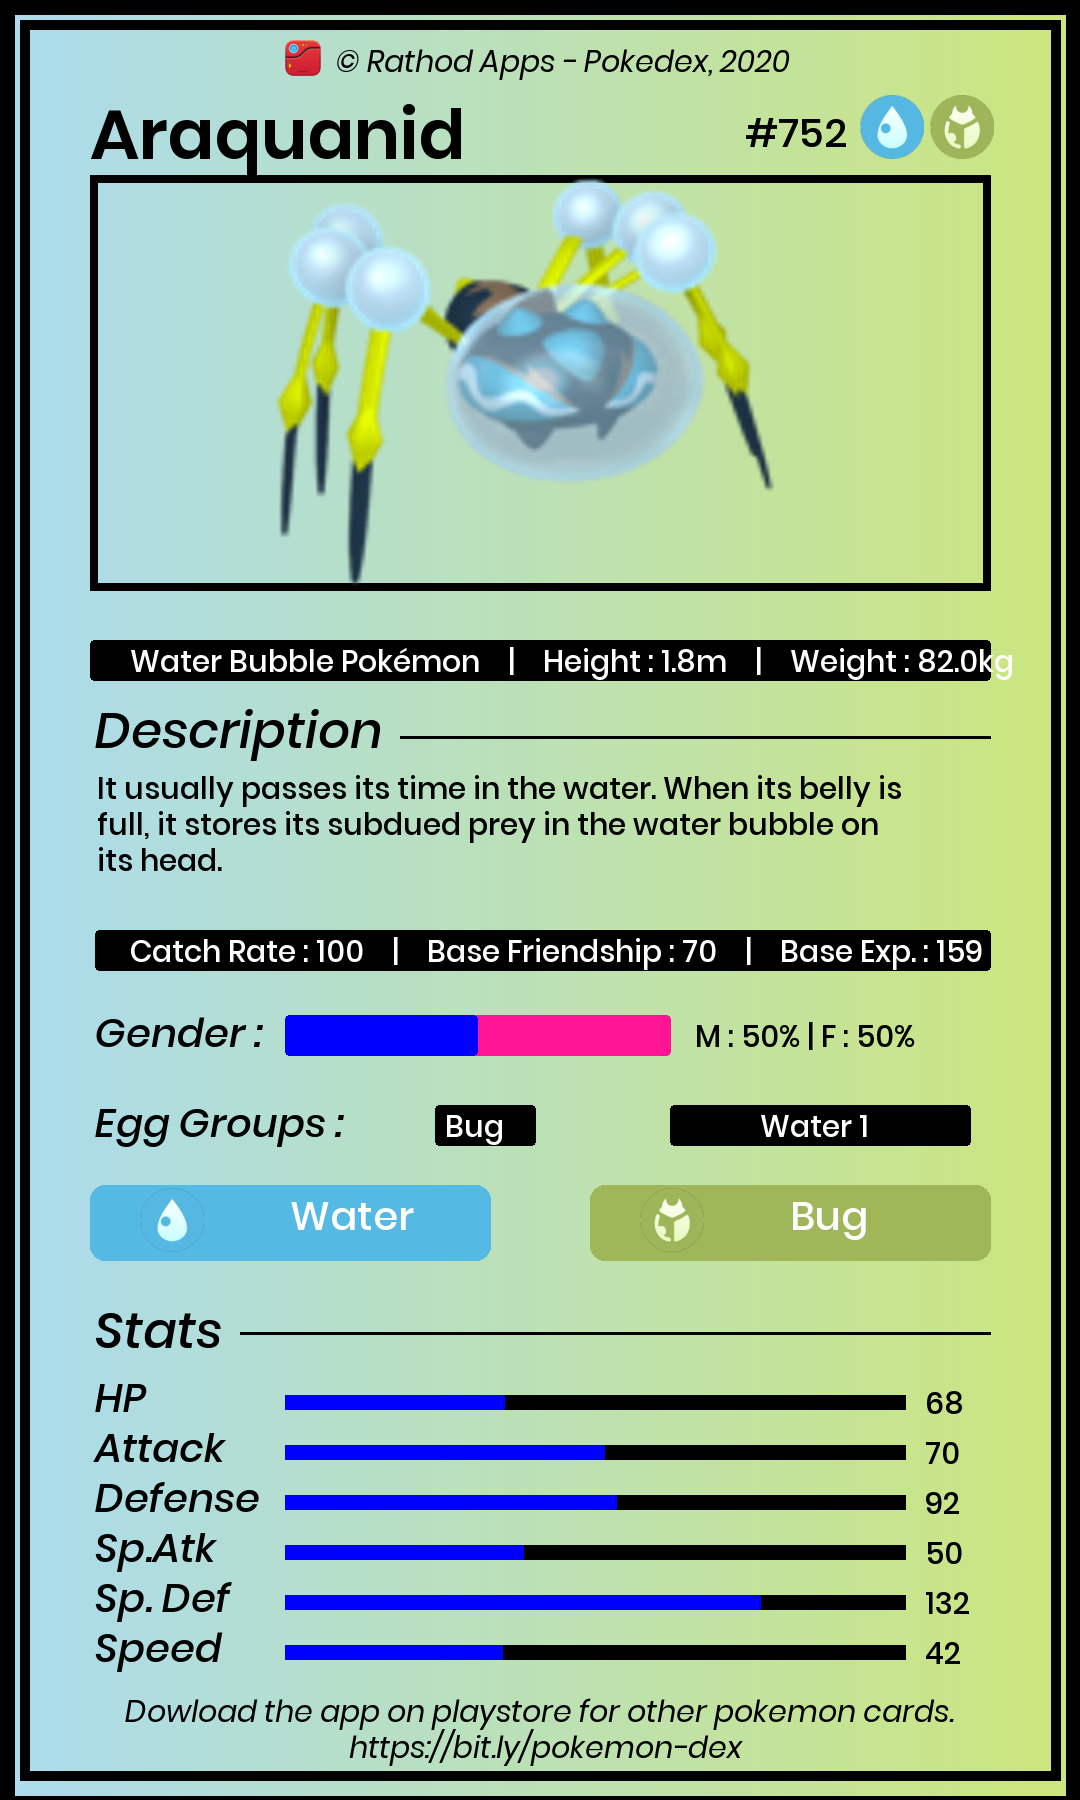 © Rathod Apps - Pokedex, 2020
Araquanid #752
Water Bubble Pokémon | Height : 1.8m | Weight : 82.0kg
Description
It usually passes its time in the water. When its belly is
full, it stores its subdued prey in the water bubble on
its head.
Catch Rate : 100 | Base Friendship : 70 | Base Exp. : 159
Gender : M : 50% | F : 50%
Egg Groups : Bug Water 1
Water Bug
Stats
HP 68
Attack 70
Defense 92
Sp.Atk 50
Sp. Def 132
Speed 42
Dowload the app on playstore for other pokemon cards.
https://bit.ly/pokemon-dex